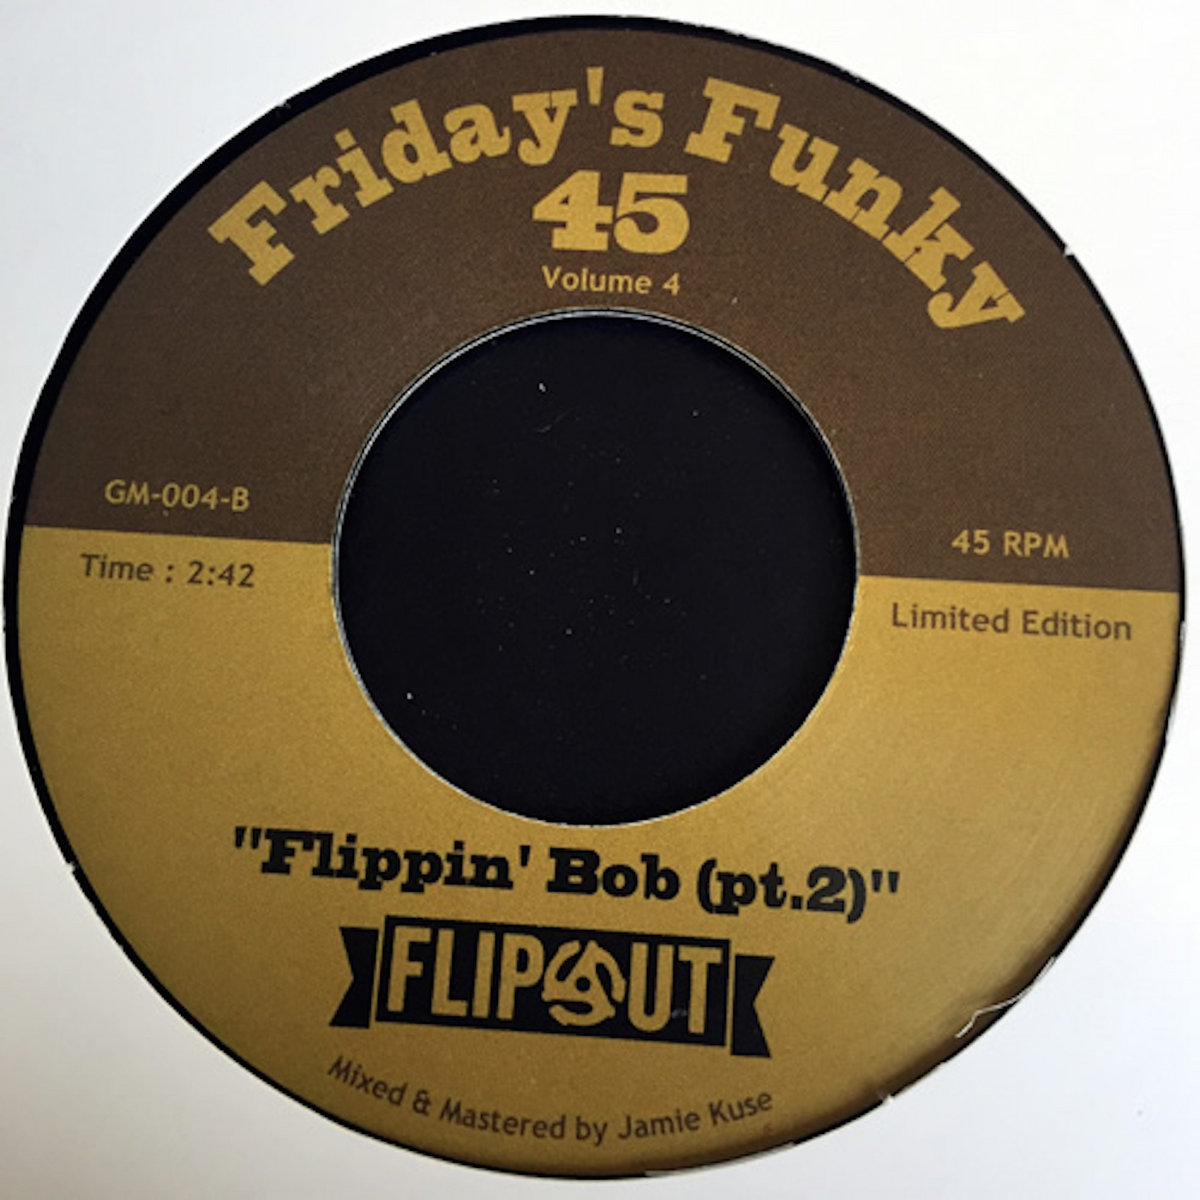 Friday's Funky
45
Volume 4
GM-004-B
45 RPM
Time : 2:42
Limited Edition
"Flippin' Bob (pt.2)"
FLIPOUT
Mixed & Mastered by Jamie Kuse